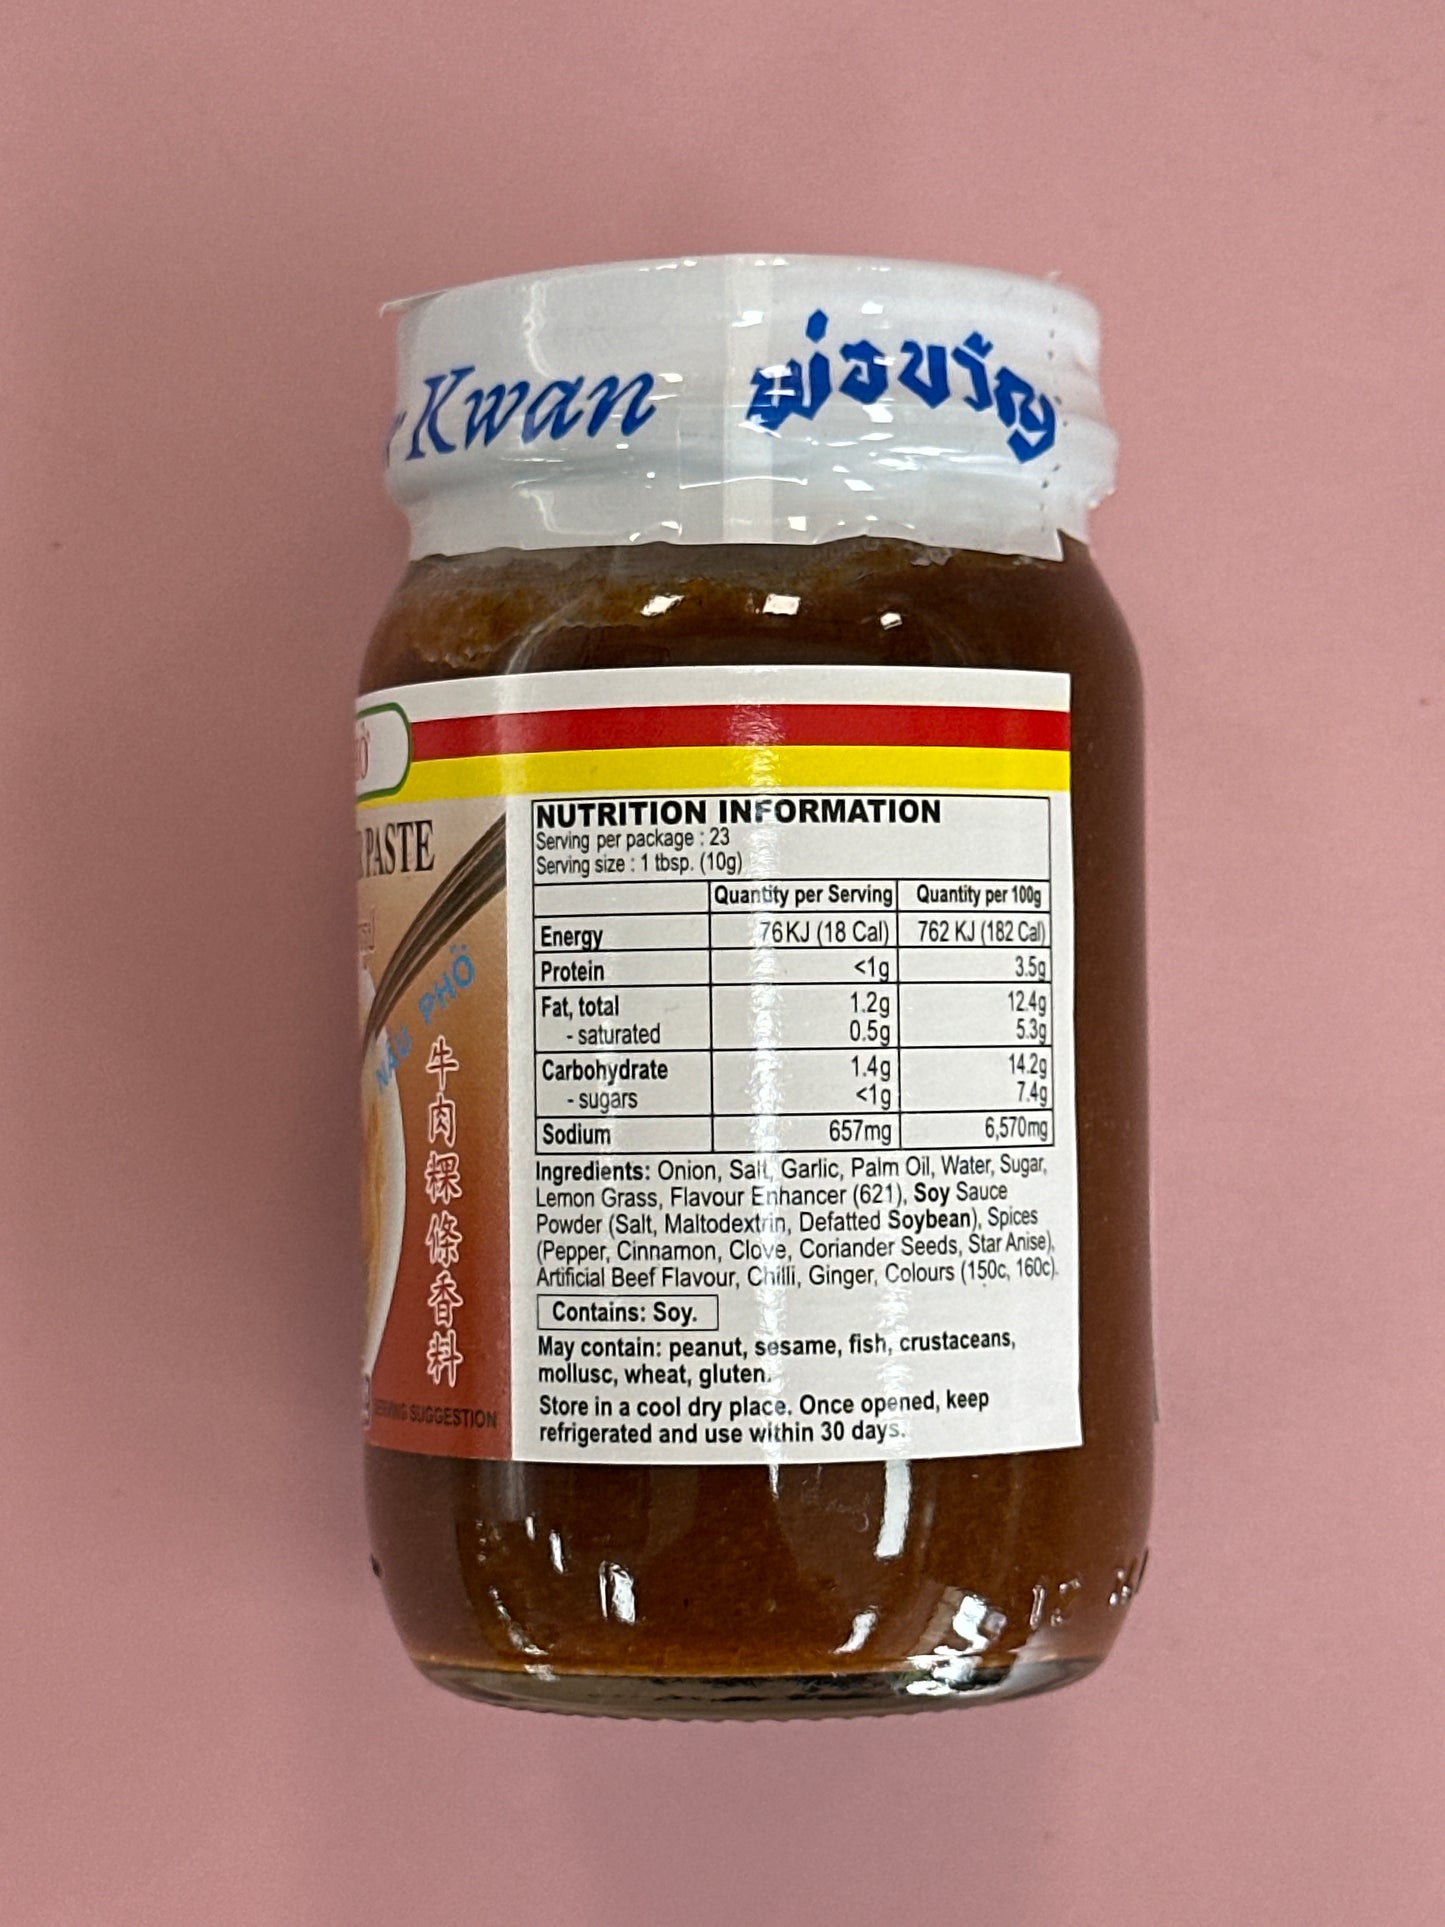 Kwan พ่อขวัญ
PASTE
NẤU PHỞ
牛肉粿條香料
SERVING SUGGESTION
NUTRITION INFORMATION
Serving per package : 23
Serving size : 1 tbsp. (10g)
Quantity per Serving Quantity per 100g
Energy 76KJ (18 Cal) 762 KJ (182 Cal)
Protein <1g 3.5g
Fat, total 1.2g 12.4g
- saturated 0.5g 5.3g
Carbohydrate 1.4g 14.2g
- sugars <1g 7.4g
Sodium 657mg 6,570mg
Ingredients: Onion, Salt, Garlic, Palm Oil, Water, Sugar,
Lemon Grass, Flavour Enhancer (621), Soy Sauce
Powder (Salt, Maltodextrin, Defatted Soybean), Spices
(Pepper, Cinnamon, Clove, Coriander Seeds, Star Anise),
Artificial Beef Flavour, Chilli, Ginger, Colours (150c, 160c).
Contains: Soy.
May contain: peanut, sesame, fish, crustaceans,
mollusc, wheat, gluten.
Store in a cool dry place. Once opened, keep
refrigerated and use within 30 days.